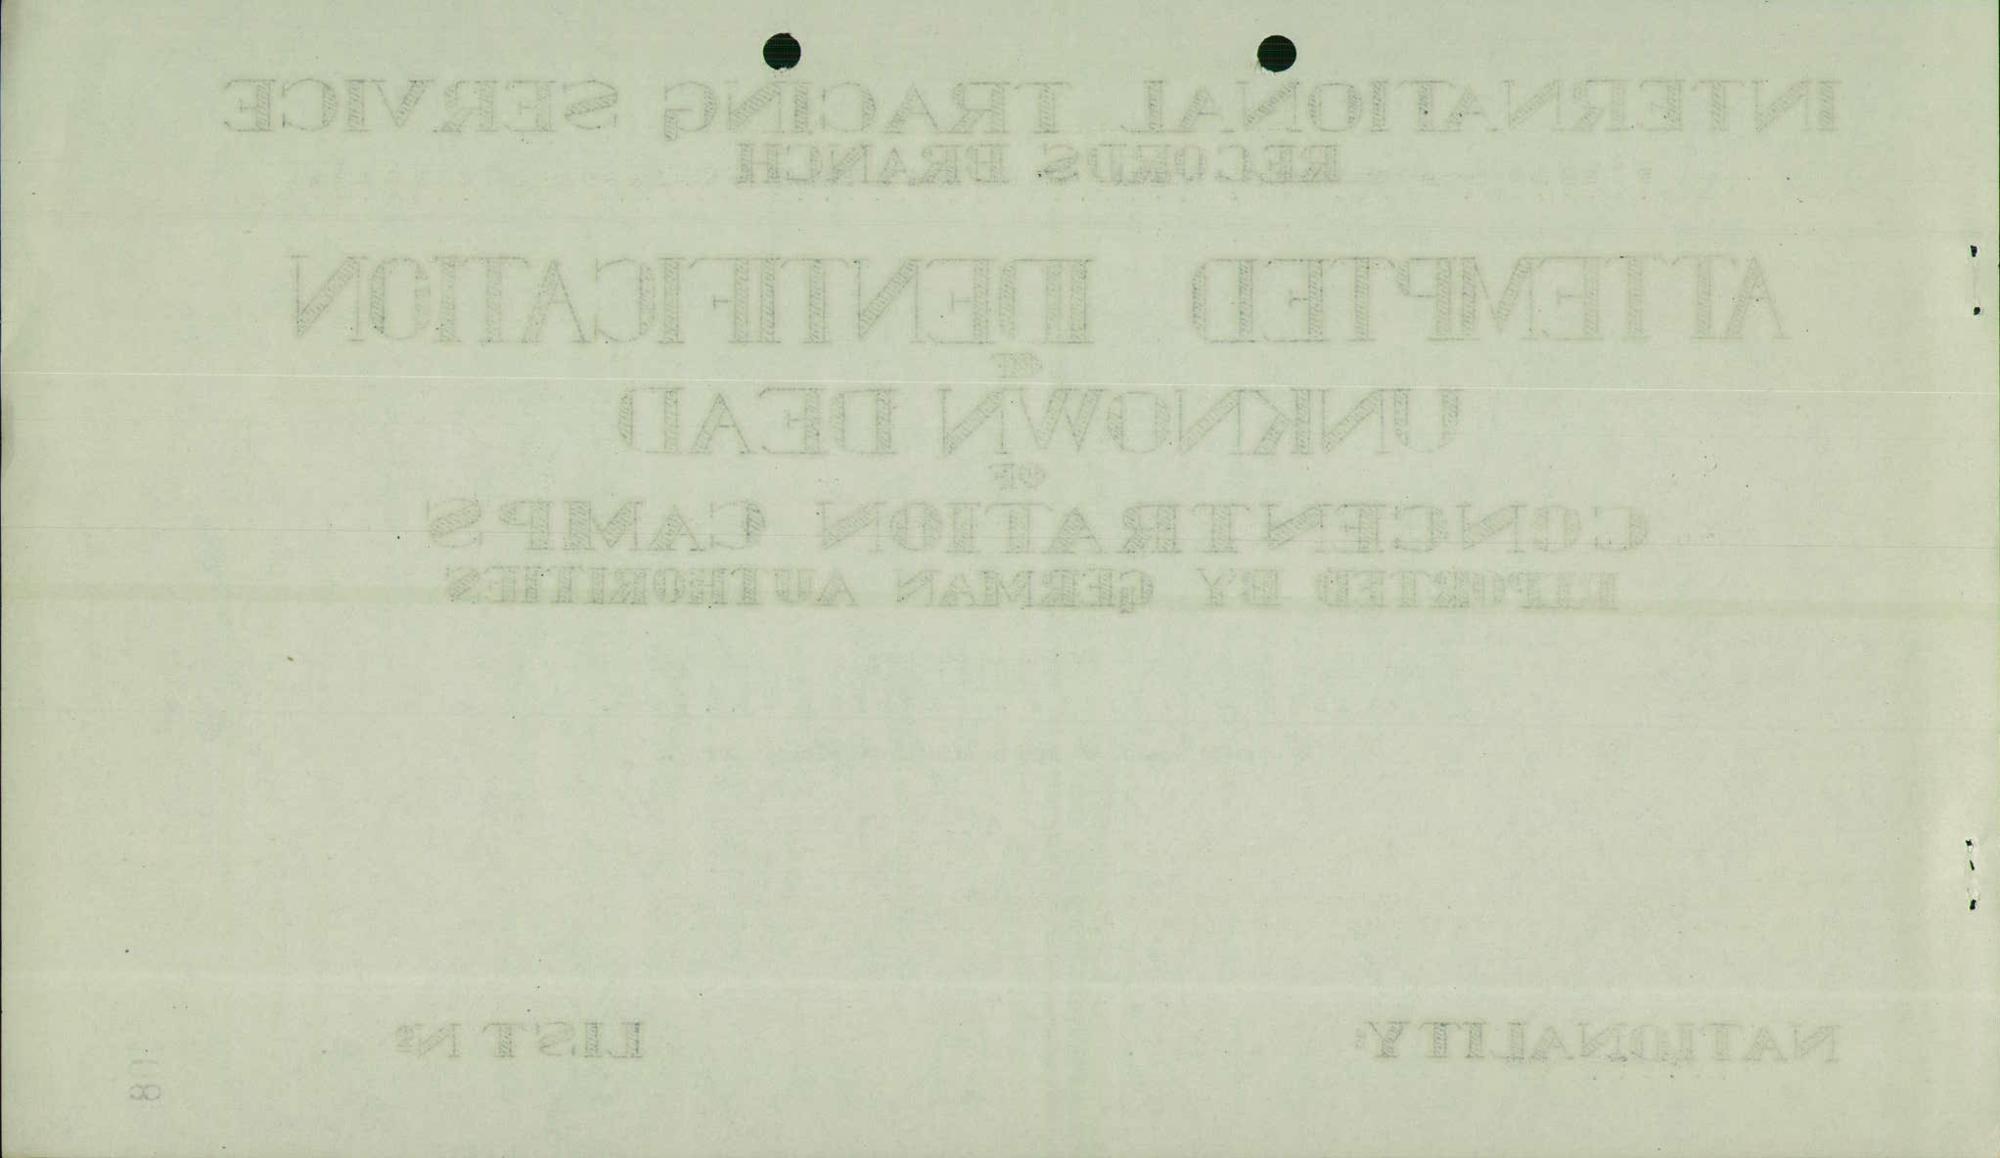 INTERNATIONAL TRACING SERVICE
RECORDS BRANCH
ATTEMPTED IDENTIFICATION
OF
UNKNOWN DEAD
OF
CONCENTRATION CAMPS
REPORTED BY GERMAN AUTHORITIES
NATIONALITY: LIST Nº